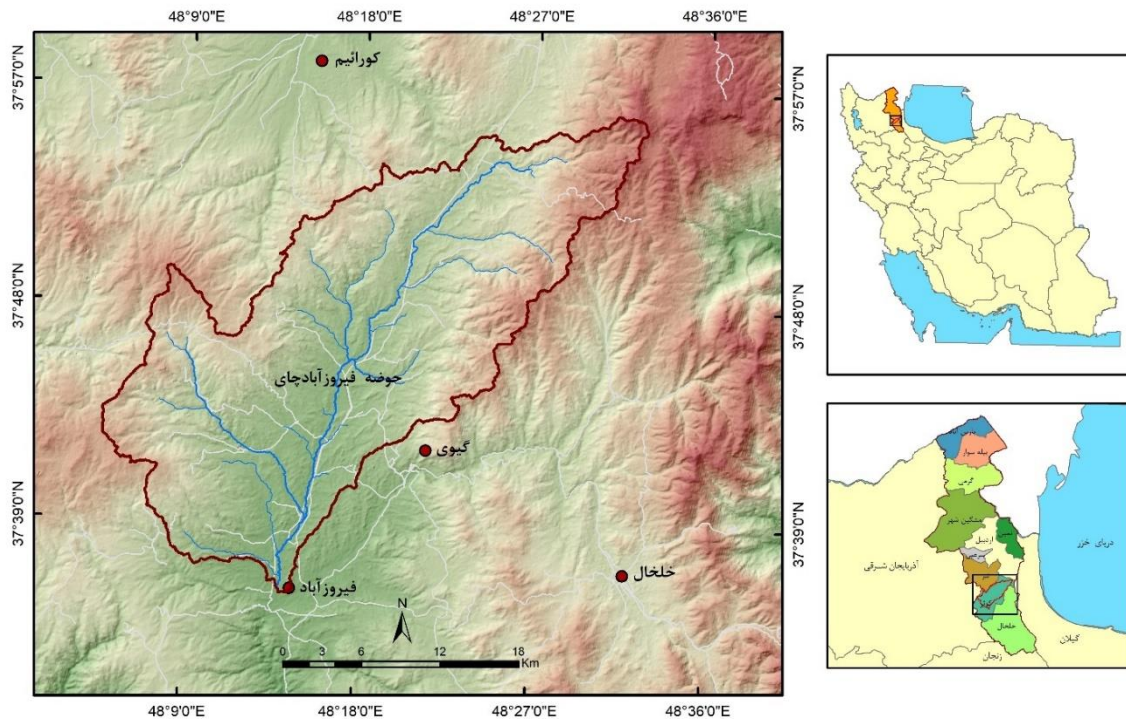 48°9'0"E 48°18'0"E 48°27'0"E 48°36'0"E
37°57'0"N
37°57'0"N
کورائیم
37°48'0"N
37°48'0"N
حوضه فیروزآبادچای
گیوی
37°39'0"N
37°39'0"N
خلخال
فیروزآباد
N
0 3 6 12 18
Km
48°9'0"E 48°18'0"E 48°27'0"E 48°36'0"E
بیله سوار
گرمی
مشگین شهر
اردبیل
دریای خزر
آذربایجان شرقی
خلخال
گیلان
زنجان